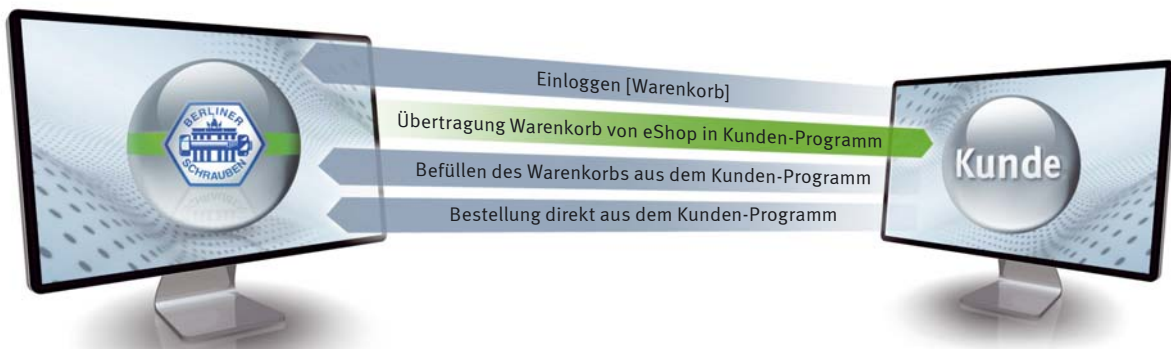 BERLINER
SCHRAUBEN
Einloggen [Warenkorb]
Übertragung Warenkorb von eShop in Kunden-Programm
Befüllen des Warenkorbs aus dem Kunden-Programm
Bestellung direkt aus dem Kunden-Programm
Kunde